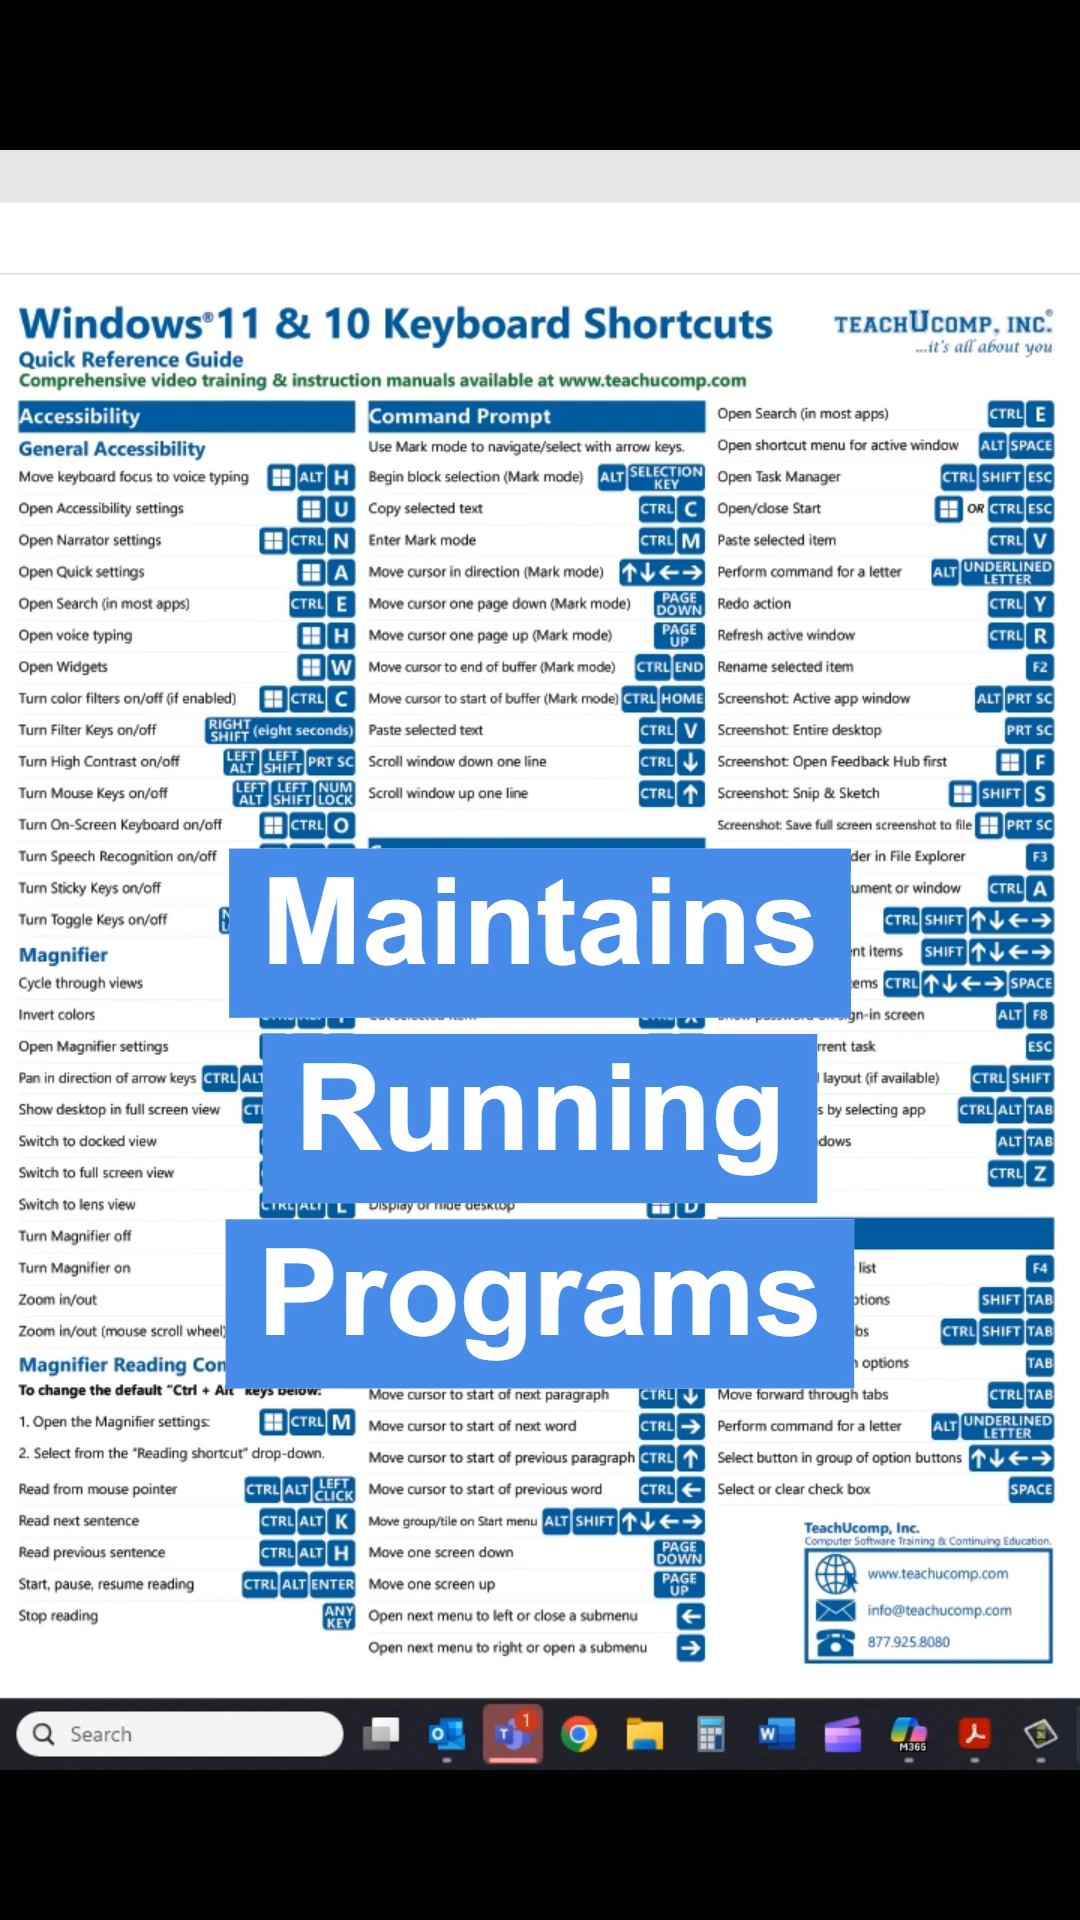 Windows® 11 & 10 Keyboard Shortcuts
Quick Reference Guide
Comprehensive video training & instruction manuals available at www.teachucomp.com
TEACHUCOMP, INC.®
...it's all about you
Accessibility
General Accessibility
Move keyboard focus to voice typing ALT H
Open Accessibility settings U
Open Narrator settings CTRL N
Open Quick settings A
Open Search (in most apps) CTRL E
Open voice typing H
Open Widgets W
Turn color filters on/off (if enabled) CTRL C
Turn Filter Keys on/off RIGHT SHIFT (eight seconds)
Turn High Contrast on/off LEFT ALT LEFT SHIFT PRT SC
Turn Mouse Keys on/off LEFT ALT LEFT SHIFT NUM LOCK
Turn On-Screen Keyboard on/off CTRL O
Turn Speech Recognition on/off
Turn Sticky Keys on/off
Turn Toggle Keys on/off
Magnifier
Cycle through views
Invert colors
Open Magnifier settings
Pan in direction of arrow keys CTRL ALT
Show desktop in full screen view
Switch to docked view
Switch to full screen view
Switch to lens view CTRL ALT L
Turn Magnifier off
Turn Magnifier on
Zoom in/out
Zoom in/out (mouse scroll wheel)
Magnifier Reading
To change the default "Ctrl + Alt" keys below:
1. Open the Magnifier settings: CTRL M
2. Select from the "Reading shortcut" drop-down.
Read from mouse pointer CTRL ALT LEFT CLICK
Read next sentence CTRL ALT K
Read previous sentence CTRL ALT H
Start, pause, resume reading CTRL ALT ENTER
Stop reading ANY KEY
Command Prompt
Use Mark mode to navigate/select with arrow keys.
Begin block selection (Mark mode) ALT SELECTION KEY
Copy selected text CTRL C
Enter Mark mode CTRL M
Move cursor in direction (Mark mode) ↑ ↓ ← →
Move cursor one page down (Mark mode) PAGE DOWN
Move cursor one page up (Mark mode) PAGE UP
Move cursor to end of buffer (Mark mode) CTRL END
Move cursor to start of buffer (Mark mode) CTRL HOME
Paste selected text CTRL V
Scroll window down one line CTRL ↓
Scroll window up one line CTRL ↑
Maintains
Running
Programs
Display or hide desktop D
Move cursor to start of next paragraph CTRL ↓
Move cursor to start of next word CTRL →
Move cursor to start of previous paragraph CTRL ↑
Move cursor to start of previous word CTRL ←
Move group/tile on Start menu ALT SHIFT ↑ ↓ ← →
Move one screen down PAGE DOWN
Move one screen up PAGE UP
Open next menu to left or close a submenu ←
Open next menu to right or open a submenu →
Open Search (in most apps) CTRL E
Open shortcut menu for active window ALT SPACE
Open Task Manager CTRL SHIFT ESC
Open/close Start OR CTRL ESC
Paste selected item CTRL V
Perform command for a letter ALT UNDERLINED LETTER
Redo action CTRL Y
Refresh active window CTRL R
Rename selected item F2
Screenshot: Active app window ALT PRT SC
Screenshot: Entire desktop PRT SC
Screenshot: Open Feedback Hub first F
Screenshot: Snip & Sketch SHIFT S
Screenshot: Save full screen screenshot to file PRT SC
in File Explorer F3
or window CTRL A
CTRL SHIFT ↑ ↓ ← →
items SHIFT ↑ ↓ ← →
CTRL ↑ ↓ ← → SPACE
screen ALT F8
task ESC
layout (if available) CTRL SHIFT
by selecting app CTRL ALT TAB
ALT TAB
CTRL Z
list F4
SHIFT TAB
CTRL SHIFT TAB
options TAB
Move forward through tabs CTRL TAB
Perform command for a letter ALT UNDERLINED LETTER
Select button in group of option buttons ↑ ↓ ← →
Select or clear check box SPACE
TeachUcomp, Inc.
Computer Software Training & Continuing Education.
www.teachucomp.com
info@teachucomp.com
877.925.8080
Search
1
M365